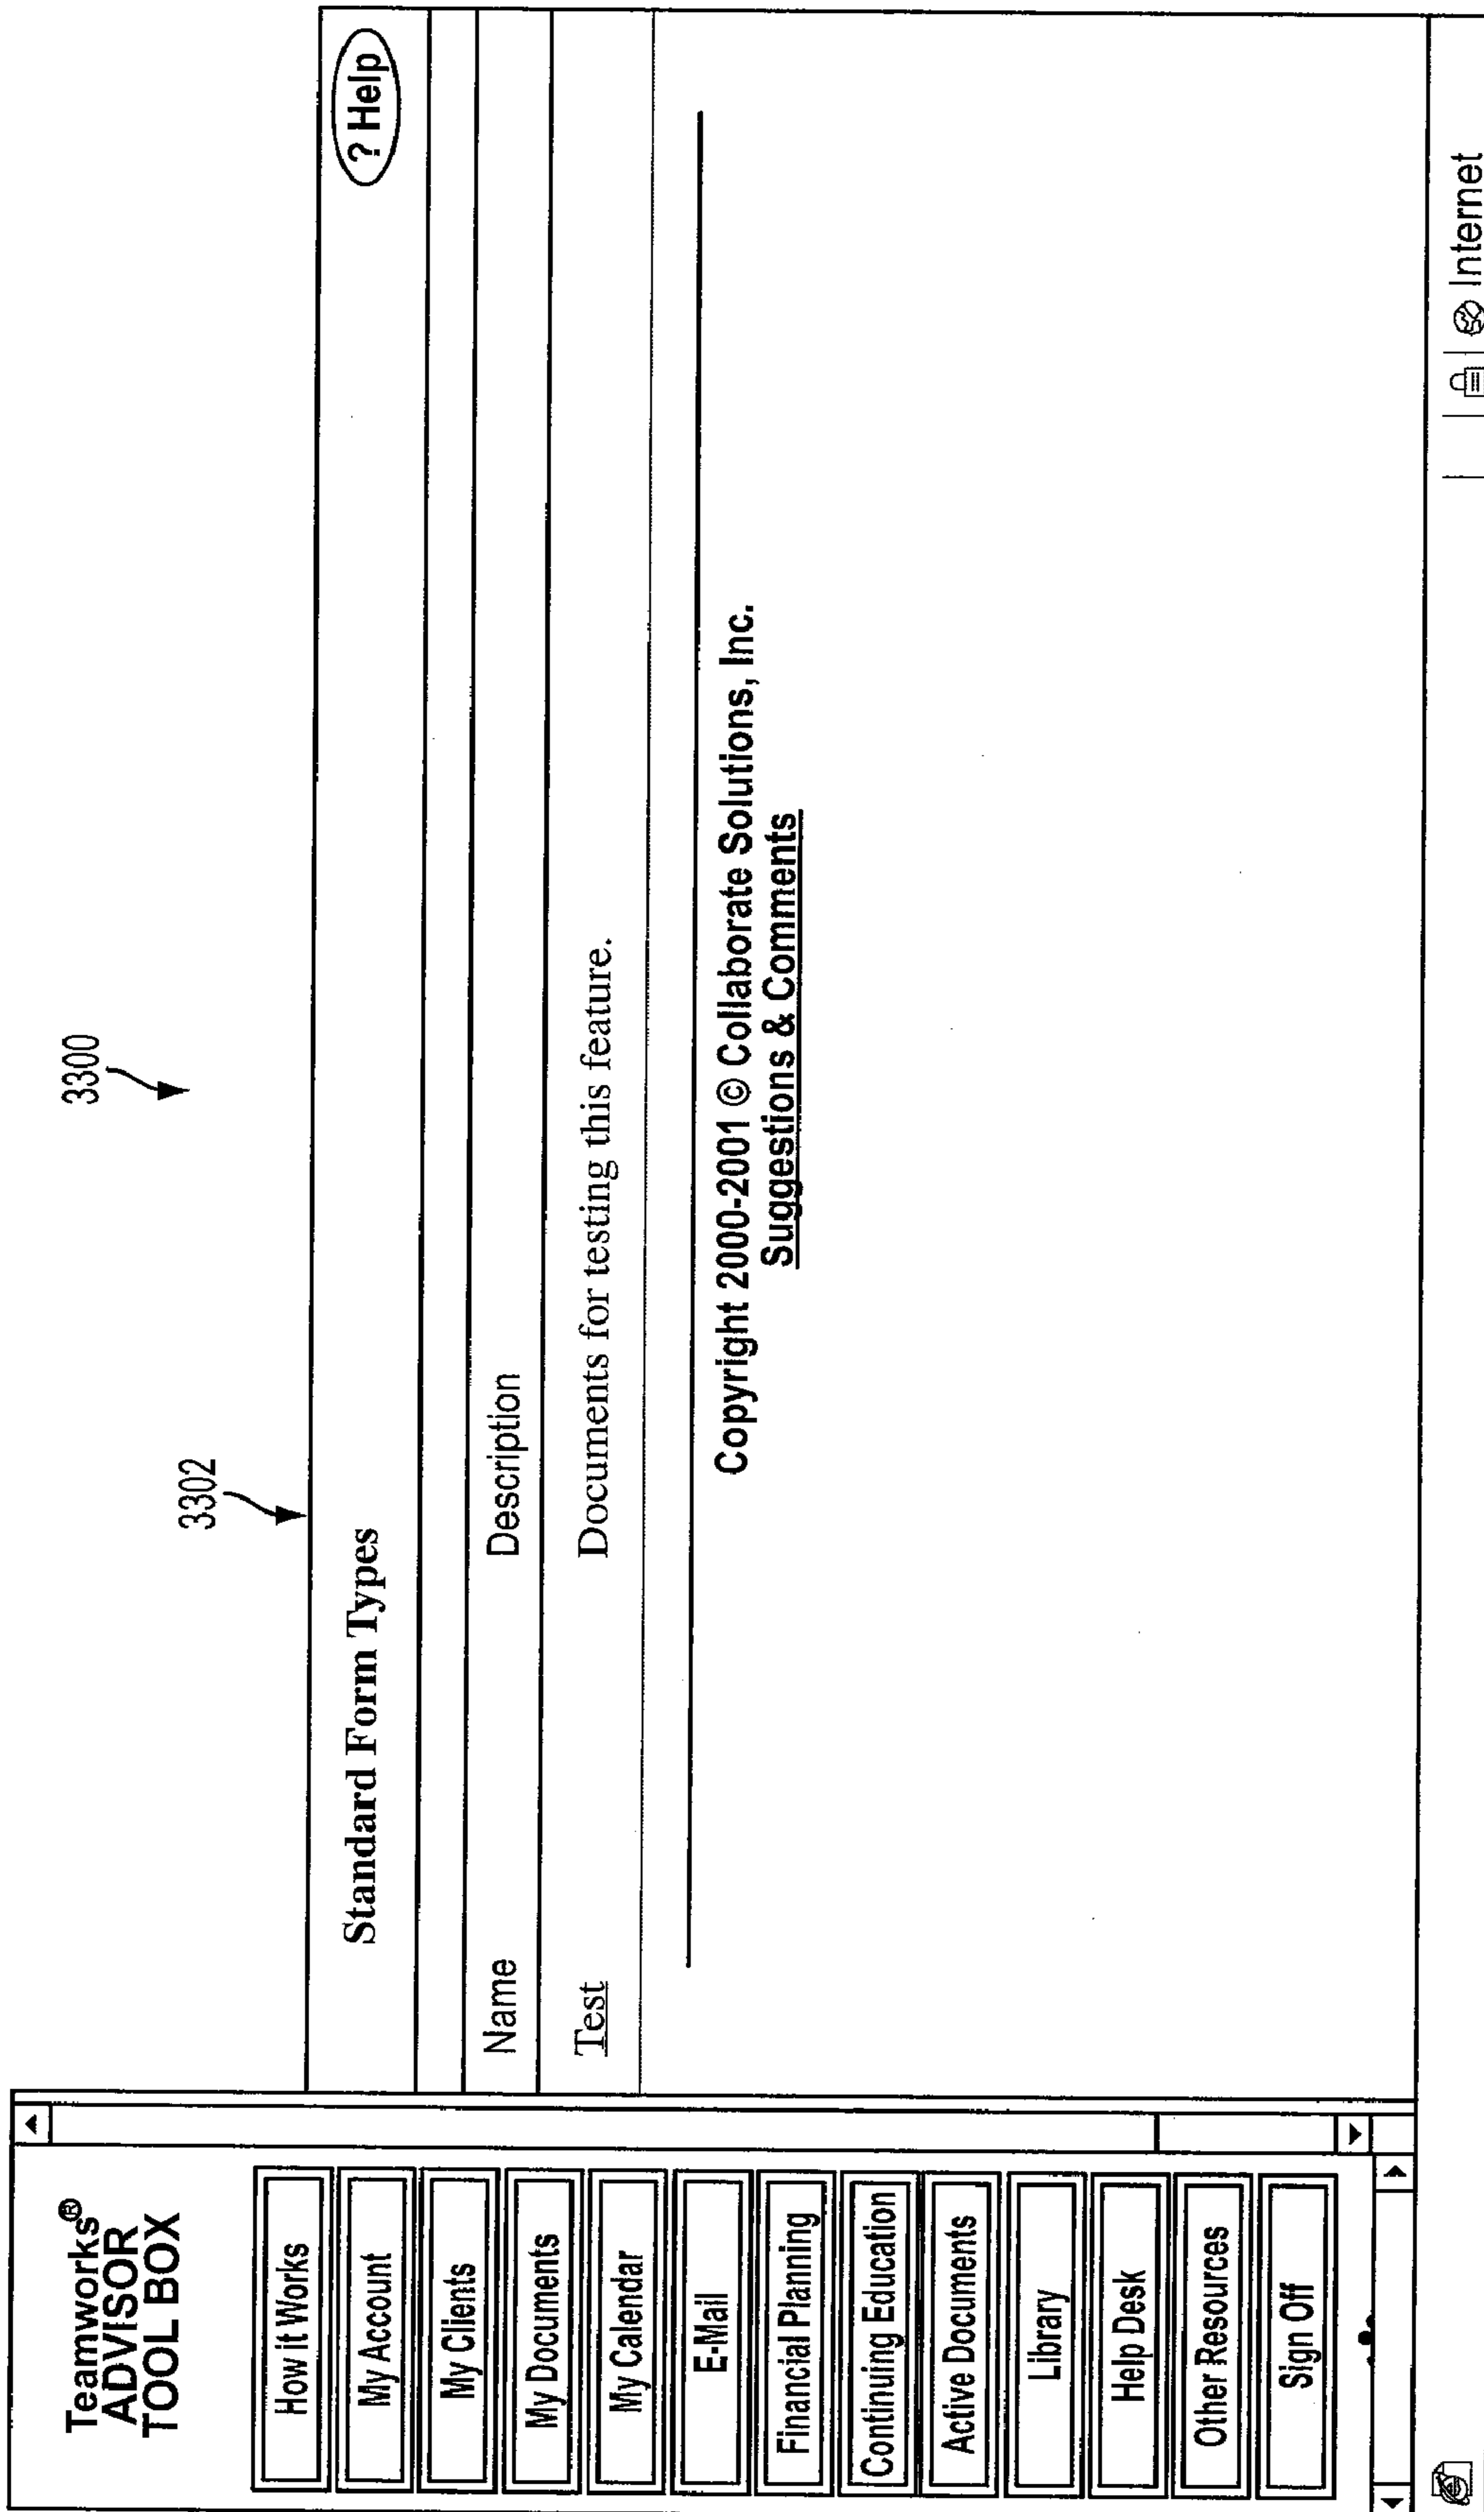 3300
3302
Teamworks®
ADVISOR
TOOL BOX
How it Works
My Account
My Clients
My Documents
My Calendar
E-Mail
Financial Planning
Continuing Education
Active Documents
Library
Help Desk
Other Resources
Sign Off
Standard Form Types
? Help
Name Description
Test Documents for testing this feature.
Copyright 2000-2001 © Collaborate Solutions, Inc.
Suggestions & Comments
Internet